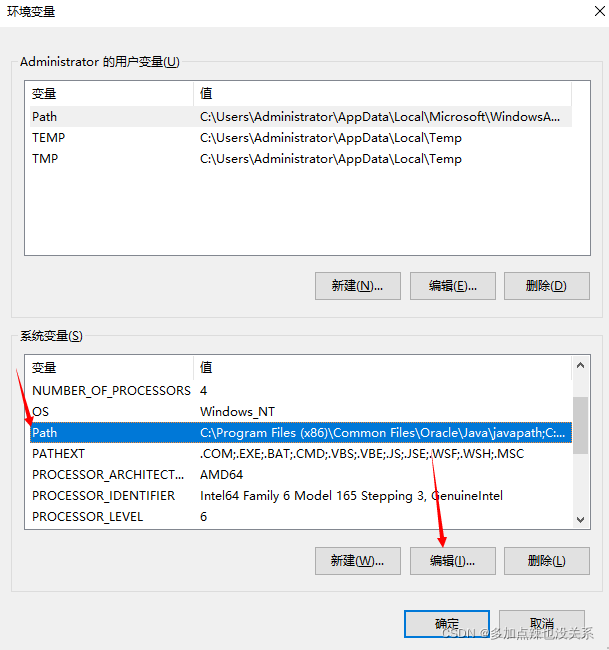 环境变量
Administrator 的用户变量(U)
变量 值
Path C:\Users\Administrator\AppData\Local\Microsoft\WindowsA...
TEMP C:\Users\Administrator\AppData\Local\Temp
TMP C:\Users\Administrator\AppData\Local\Temp
新建(N)... 编辑(E)... 删除(D)
系统变量(S)
变量 值
NUMBER_OF_PROCESSORS 4
OS Windows_NT
Path C:\Program Files (x86)\Common Files\Oracle\Java\javapath;C:...
PATHEXT .COM;.EXE;.BAT;.CMD;.VBS;.VBE;.JS;.JSE;.WSF;.WSH;.MSC
PROCESSOR_ARCHITECT... AMD64
PROCESSOR_IDENTIFIER Intel64 Family 6 Model 165 Stepping 3, GenuineIntel
PROCESSOR_LEVEL 6
新建(W)... 编辑(I)... 删除(L)
确定 取消
CSDN @多加点辣也没关系